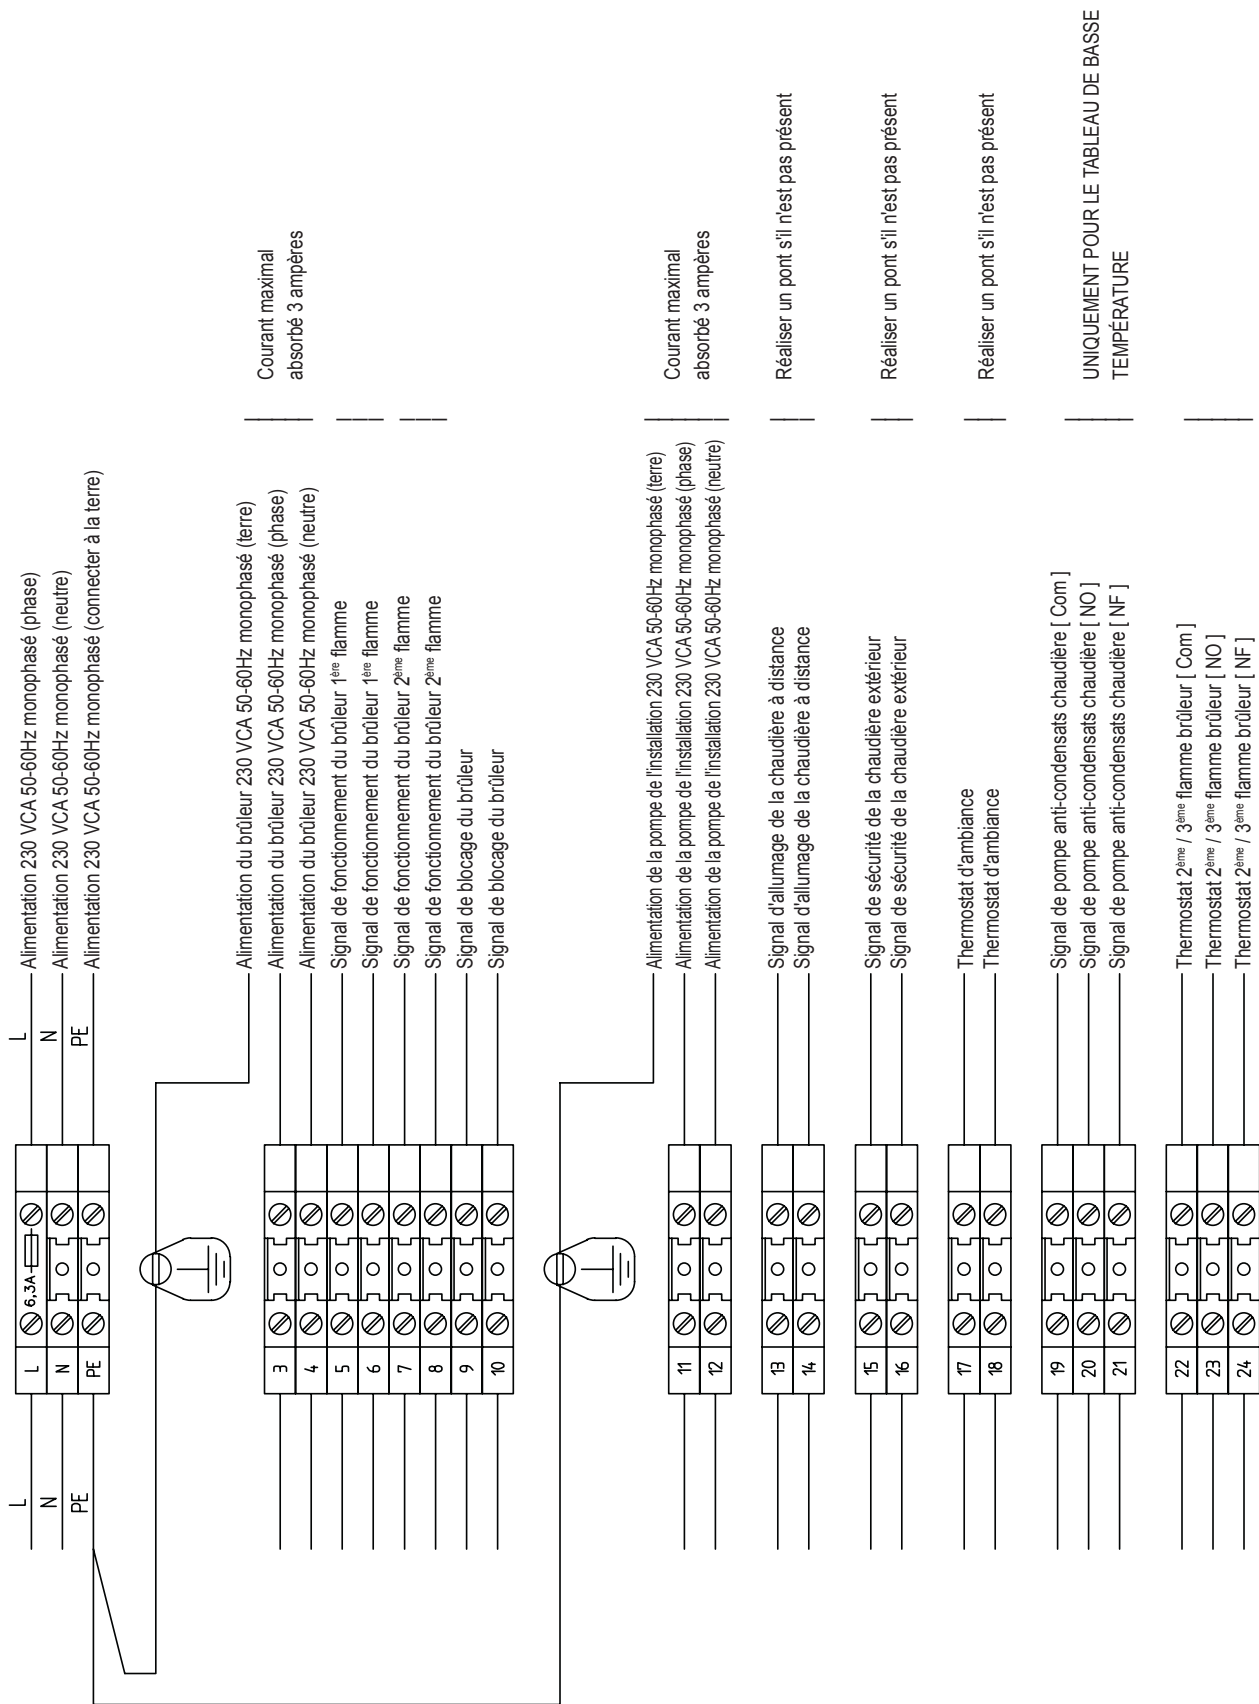 L
N
PE
L
6,3A
L
Alimentation 230 VCA 50-60Hz monophasé (phase)
N
N
Alimentation 230 VCA 50-60Hz monophasé (neutre)
PE
PE
Alimentation 230 VCA 50-60Hz monophasé (connecter à la terre)
Alimentation du brûleur 230 VCA 50-60Hz monophasé (terre)
3
Alimentation du brûleur 230 VCA 50-60Hz monophasé (phase)
4
Alimentation du brûleur 230 VCA 50-60Hz monophasé (neutre)
Courant maximal
absorbé 3 ampères
5
Signal de fonctionnement du brûleur 1ère flamme
6
Signal de fonctionnement du brûleur 1ère flamme
7
Signal de fonctionnement du brûleur 2ème flamme
8
Signal de fonctionnement du brûleur 2ème flamme
9
Signal de blocage du brûleur
10
Signal de blocage du brûleur
Alimentation de la pompe de l'installation 230 VCA 50-60Hz monophasé (terre)
11
Alimentation de la pompe de l'installation 230 VCA 50-60Hz monophasé (phase)
12
Alimentation de la pompe de l'installation 230 VCA 50-60Hz monophasé (neutre)
Courant maximal
absorbé 3 ampères
13
Signal d'allumage de la chaudière à distance
14
Signal d'allumage de la chaudière à distance
Réaliser un pont s'il n'est pas présent
15
Signal de sécurité de la chaudière extérieur
16
Signal de sécurité de la chaudière extérieur
Réaliser un pont s'il n'est pas présent
17
Thermostat d'ambiance
18
Thermostat d'ambiance
Réaliser un pont s'il n'est pas présent
19
Signal de pompe anti-condensats chaudière [ Com ]
20
Signal de pompe anti-condensats chaudière [ NO ]
21
Signal de pompe anti-condensats chaudière [ NF ]
UNIQUEMENT POUR LE TABLEAU DE BASSE
TEMPÉRATURE
22
Thermostat 2ème / 3ème flamme brûleur [ Com ]
23
Thermostat 2ème / 3ème flamme brûleur [ NO ]
24
Thermostat 2ème / 3ème flamme brûleur [ NF ]